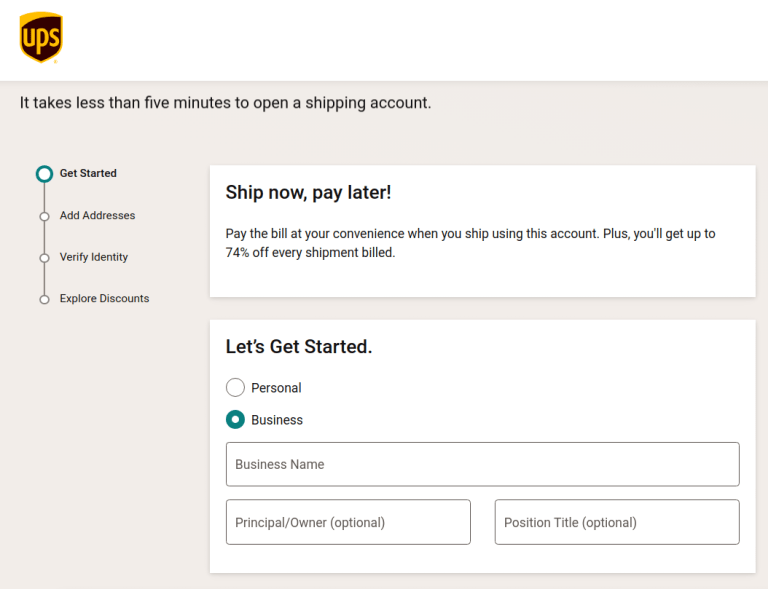 ups
It takes less than five minutes to open a shipping account.
Get Started
Add Addresses
Verify Identity
Explore Discounts
Ship now, pay later!
Pay the bill at your convenience when you ship using this account. Plus, you'll get up to
74% off every shipment billed.
Let's Get Started.
Personal
Business
Business Name
Principal/Owner (optional)
Position Title (optional)